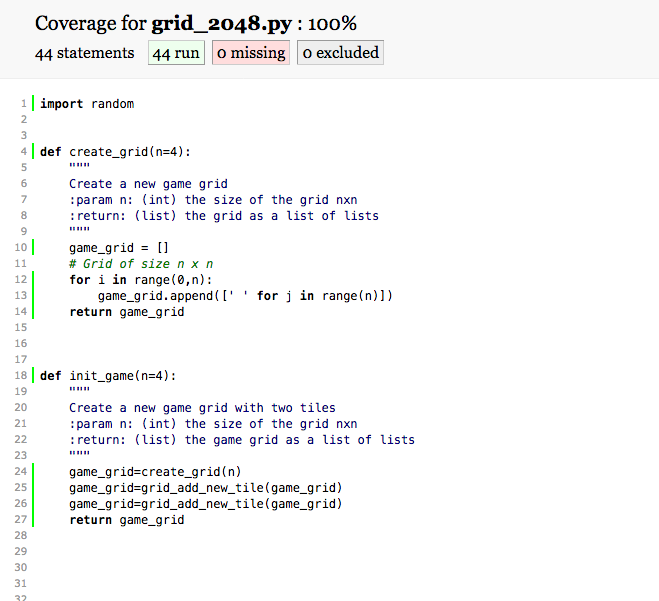 Coverage for grid_2048.py : 100%
44 statements 44 run 0 missing 0 excluded
1 import random
2
3
4 def create_grid(n=4):
5 """
6 Create a new game grid
7 :param n: (int) the size of the grid nxn
8 :return: (list) the grid as a list of lists
9 """
10 game_grid = []
11 # Grid of size n x n
12 for i in range(0,n):
13 game_grid.append([' ' for j in range(n)])
14 return game_grid
15
16
17
18 def init_game(n=4):
19 """
20 Create a new game grid with two tiles
21 :param n: (int) the size of the grid nxn
22 :return: (list) the game grid as a list of lists
23 """
24 game_grid=create_grid(n)
25 game_grid=grid_add_new_tile(game_grid)
26 game_grid=grid_add_new_tile(game_grid)
27 return game_grid
28
29
30
31
32